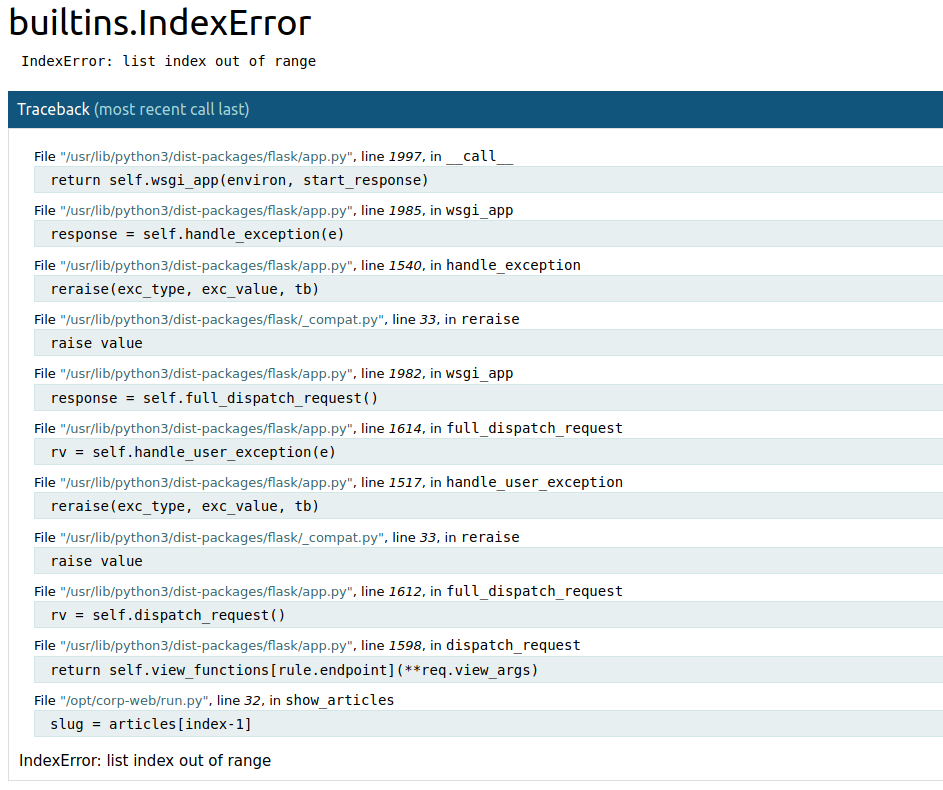 builtins.IndexError
IndexError: list index out of range
Traceback (most recent call last)
File "/usr/lib/python3/dist-packages/flask/app.py", line 1997, in __call__
return self.wsgi_app(environ, start_response)
File "/usr/lib/python3/dist-packages/flask/app.py", line 1985, in wsgi_app
response = self.handle_exception(e)
File "/usr/lib/python3/dist-packages/flask/app.py", line 1540, in handle_exception
reraise(exc_type, exc_value, tb)
File "/usr/lib/python3/dist-packages/flask/_compat.py", line 33, in reraise
raise value
File "/usr/lib/python3/dist-packages/flask/app.py", line 1982, in wsgi_app
response = self.full_dispatch_request()
File "/usr/lib/python3/dist-packages/flask/app.py", line 1614, in full_dispatch_request
rv = self.handle_user_exception(e)
File "/usr/lib/python3/dist-packages/flask/app.py", line 1517, in handle_user_exception
reraise(exc_type, exc_value, tb)
File "/usr/lib/python3/dist-packages/flask/_compat.py", line 33, in reraise
raise value
File "/usr/lib/python3/dist-packages/flask/app.py", line 1612, in full_dispatch_request
rv = self.dispatch_request()
File "/usr/lib/python3/dist-packages/flask/app.py", line 1598, in dispatch_request
return self.view_functions[rule.endpoint](**req.view_args)
File "/opt/corp-web/run.py", line 32, in show_articles
slug = articles[index-1]
IndexError: list index out of range